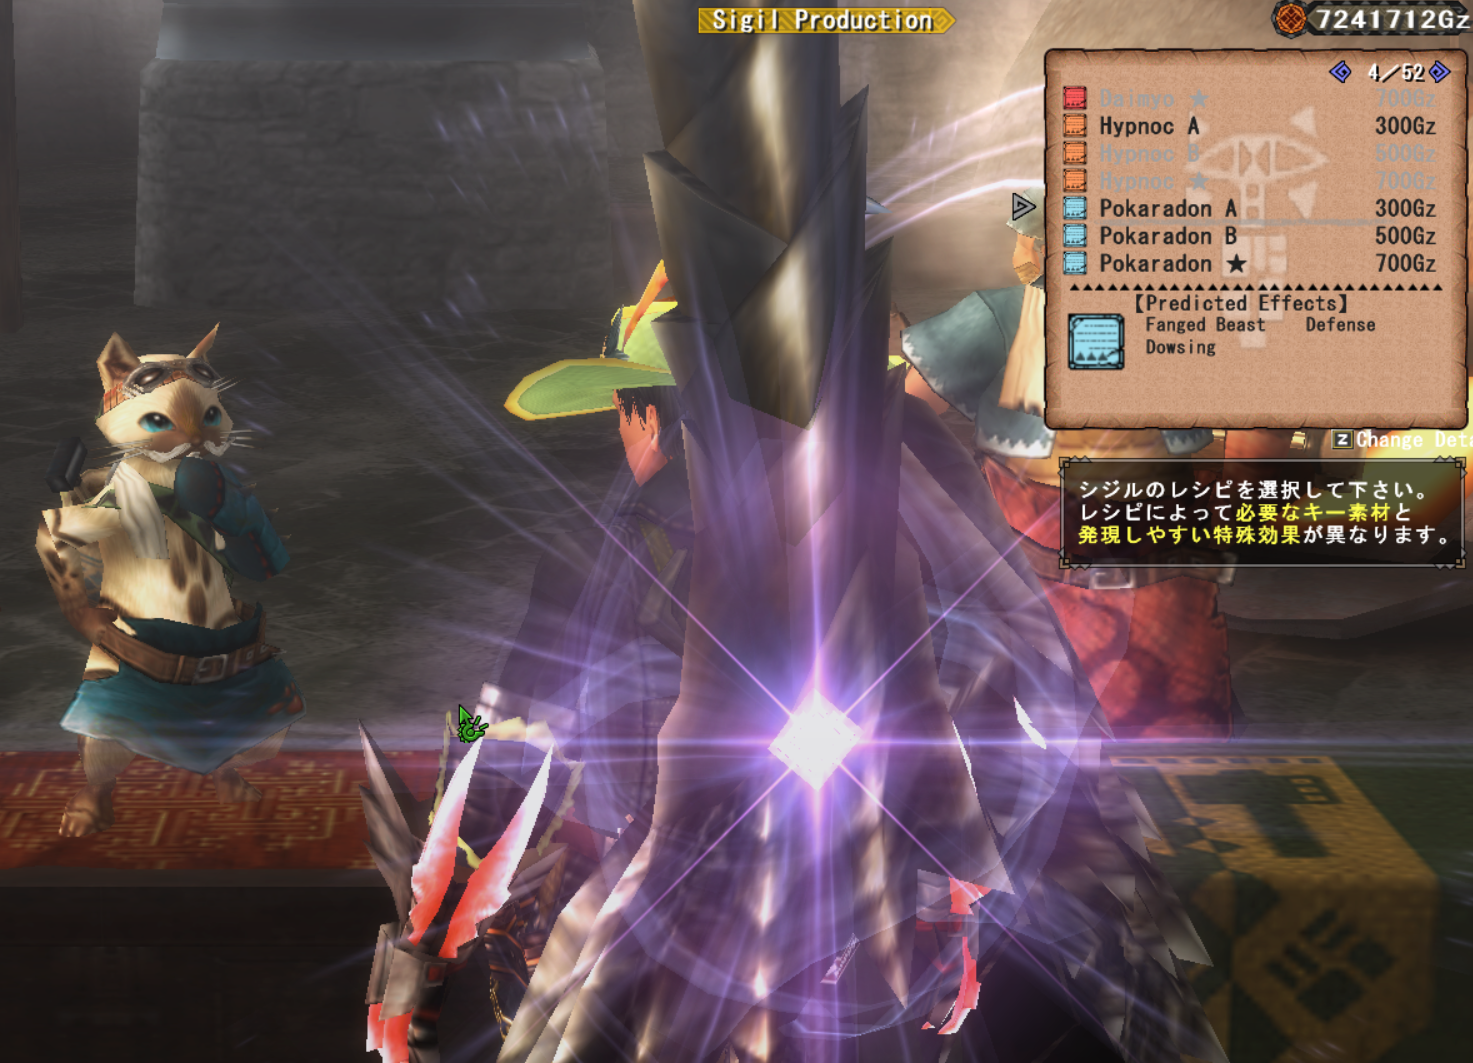 Sigil Production
7241712Gz
4/52
Daimyo ★ 700Gz
Hypnoc A 300Gz
Hypnoc B 500Gz
Hypnoc ★ 700Gz
Pokaradon A 300Gz
Pokaradon B 500Gz
Pokaradon ★ 700Gz
【Predicted Effects】
Fanged Beast Defense
Dowsing
Z Change Deta
シジルのレシピを選択して下さい。
レシピによって必要なキー素材と
発現しやすい特殊効果が異なります。